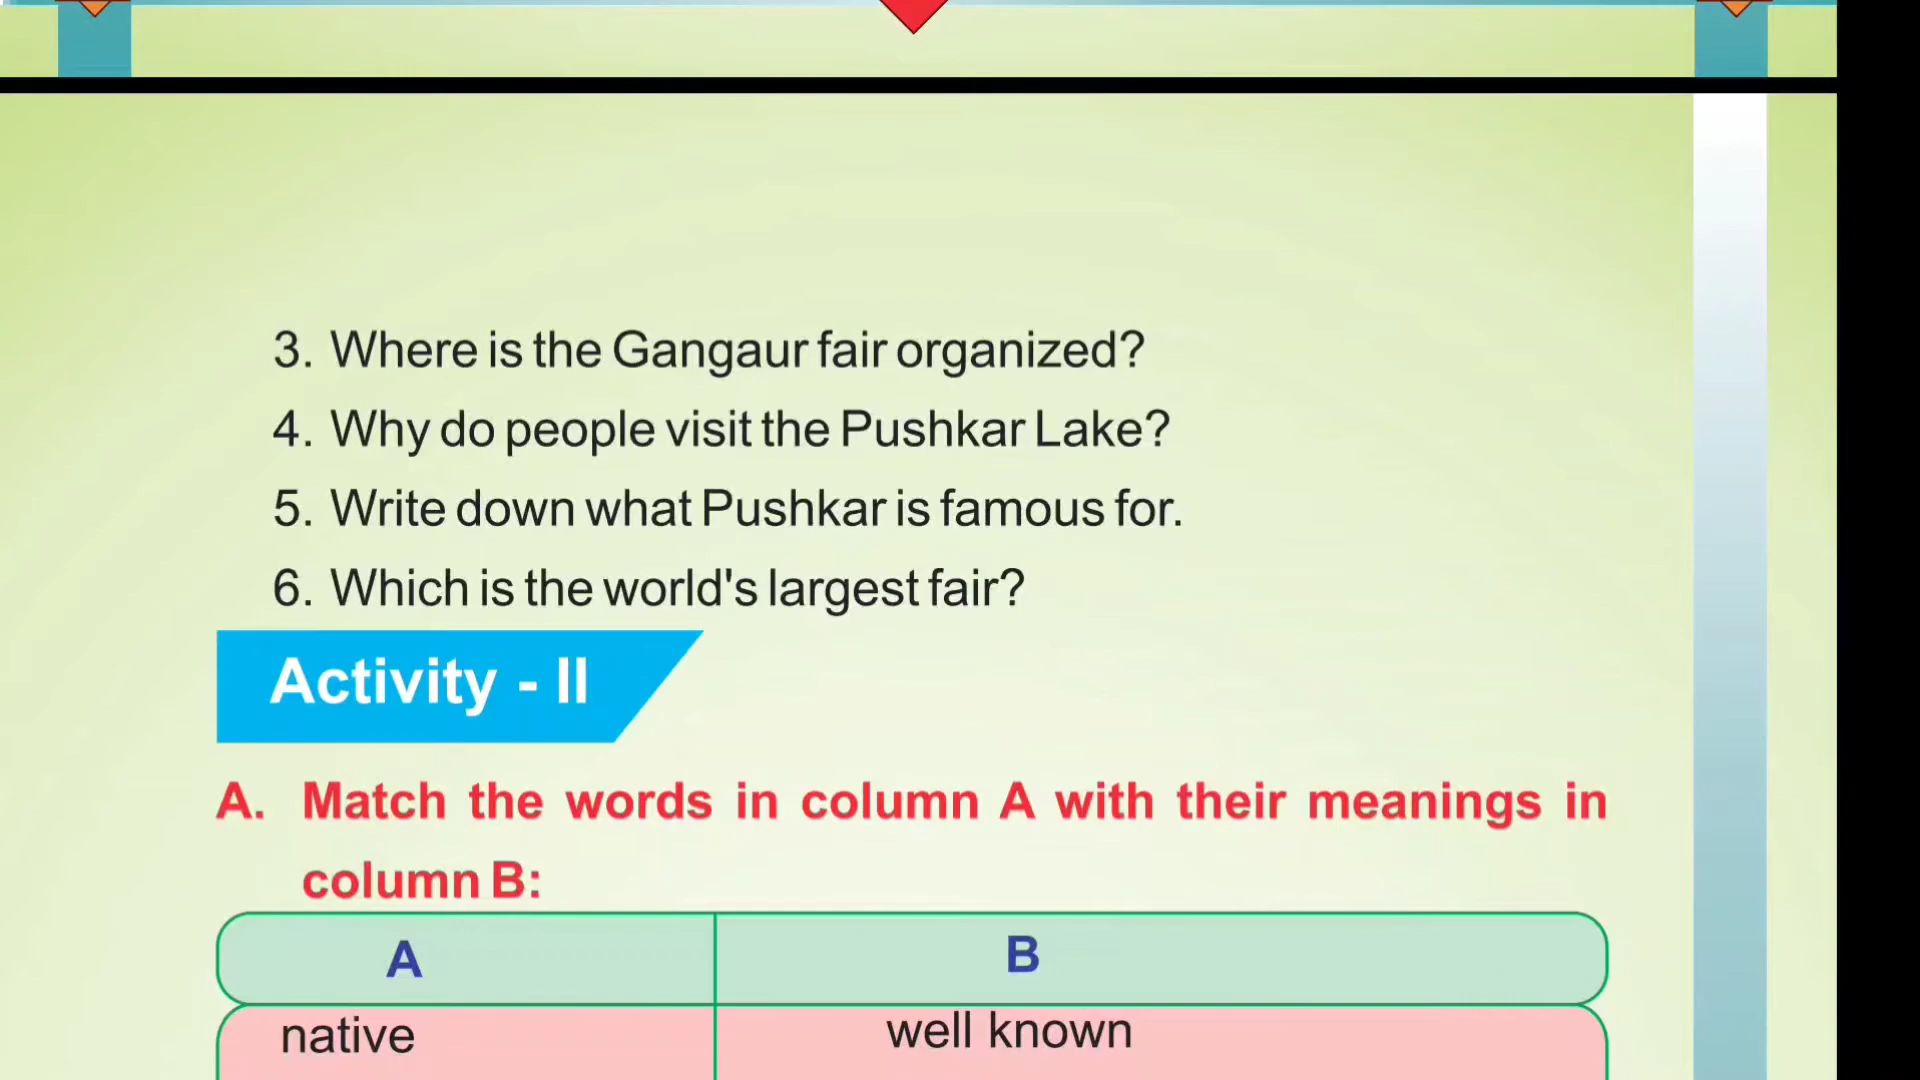 3. Where is the Gangaur fair organized?
4. Why do people visit the Pushkar Lake?
5. Write down what Pushkar is famous for.
6. Which is the world's largest fair?
Activity - II
A. Match the words in column A with their meanings in
column B:
A B
native well known